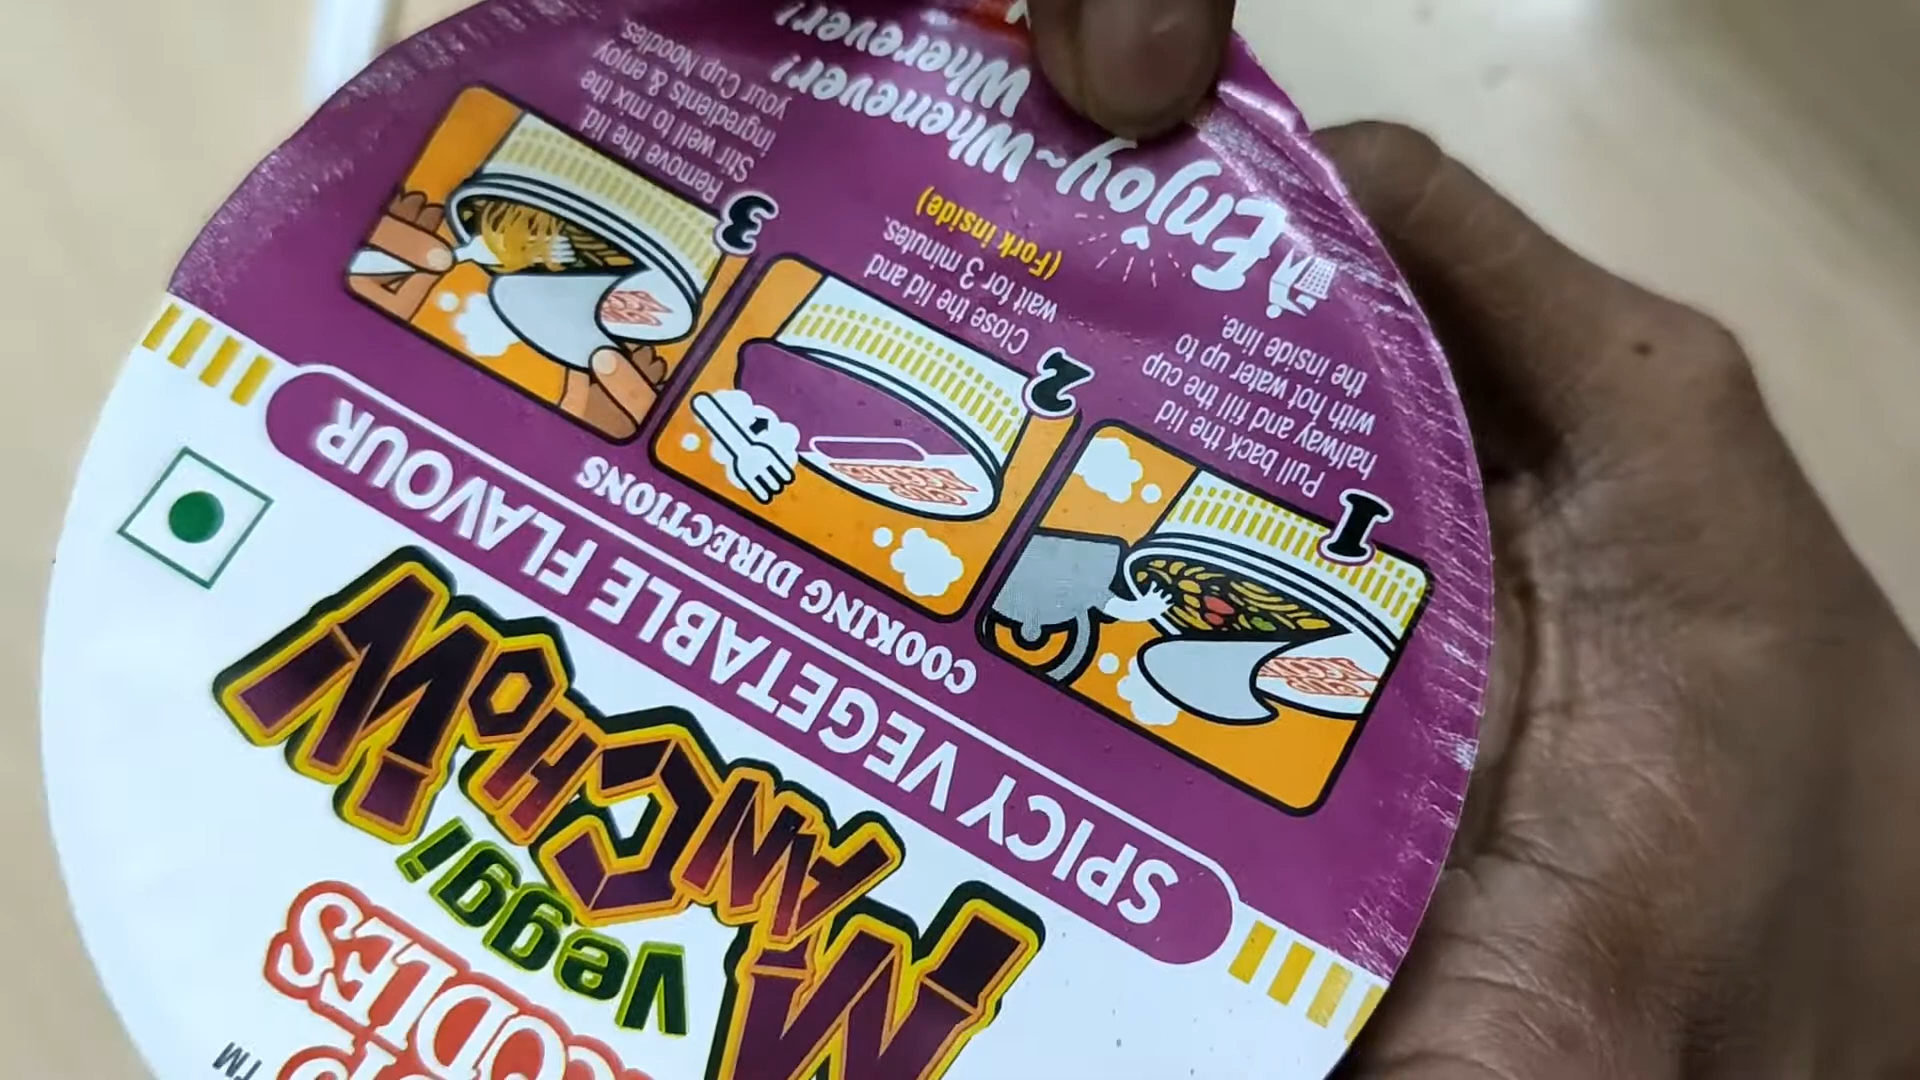 NOODLES
TM
Veggi
MANCHOW
SPICY VEGETABLE FLAVOUR
COOKING DIRECTIONS
1
Pull back the lid
halfway and fill the cup
with hot water up to
the inside line.
2
Close the lid and
wait for 3 minutes.
(Fork inside)
3
Remove the lid.
Stir well to mix the
ingredients & enjoy
your Cup Noodles
Enjoy~Whenever!
Wherever!